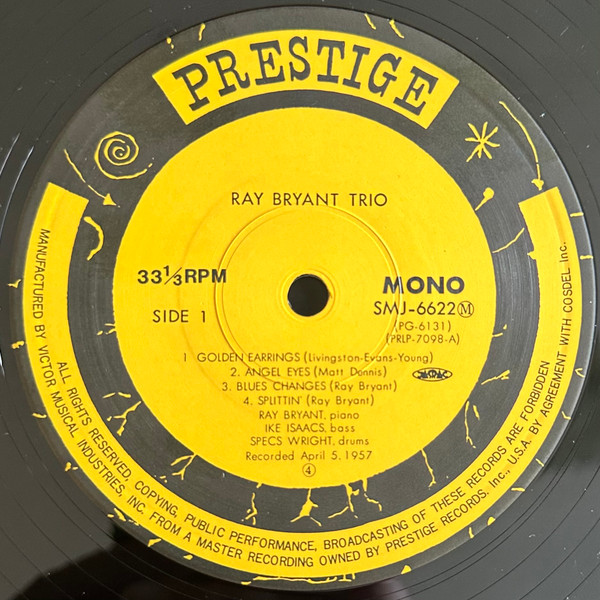 PRESTIGE
RAY BRYANT TRIO
33⅓RPM
SIDE 1
MONO
SMJ-6622Ⓜ
(PG-6131)
(PRLP-7098-A)
1 GOLDEN EARRINGS (Livingston-Evans-Young)
2. ANGEL EYES (Matt Dennis)
3. BLUES CHANGES (Ray Bryant)
4. SPLITTIN' (Ray Bryant)
RAY BRYANT, piano
IKE ISAACS, bass
SPECS WRIGHT, drums
Recorded April 5, 1957
④
MANUFACTURED BY VICTOR MUSICAL INDUSTRIES, INC. FROM A MASTER RECORDING OWNED BY PRESTIGE RECORDS. Inc., U.S.A. BY AGREEMENT WITH COSDEL Inc.
ALL RIGHTS RESERVED, COPYING, PUBLIC PERFORMANCE, BROADCASTING OF THESE RECORDS ARE FORBIDDEN